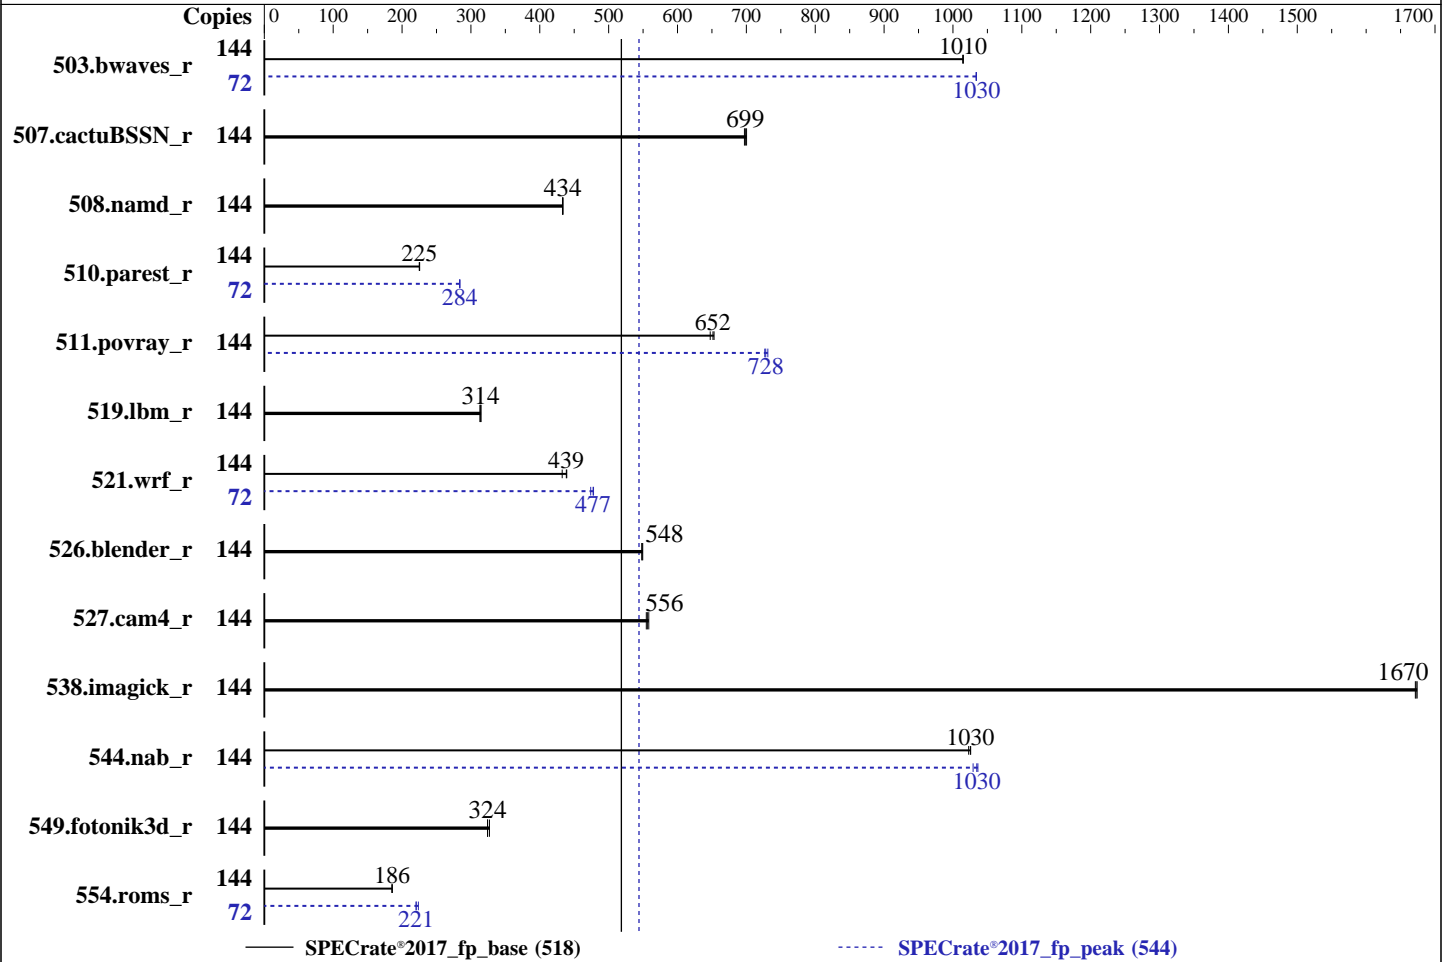 Copies 0 100 200 300 400 500 600 700 800 900 1000 1100 1200 1300 1400 1500 1700
503.bwaves_r 144 1010
72 1030
507.cactuBSSN_r 144 699
508.namd_r 144 434
510.parest_r 144 225
72 284
511.povray_r 144 652
728
519.lbm_r 144 314
521.wrf_r 144 439
72 477
526.blender_r 144 548
527.cam4_r 144 556
538.imagick_r 144 1670
544.nab_r 144 1030
1030
549.fotonik3d_r 144 324
554.roms_r 144 186
72 221
SPECrate®2017_fp_base (518) SPECrate®2017_fp_peak (544)